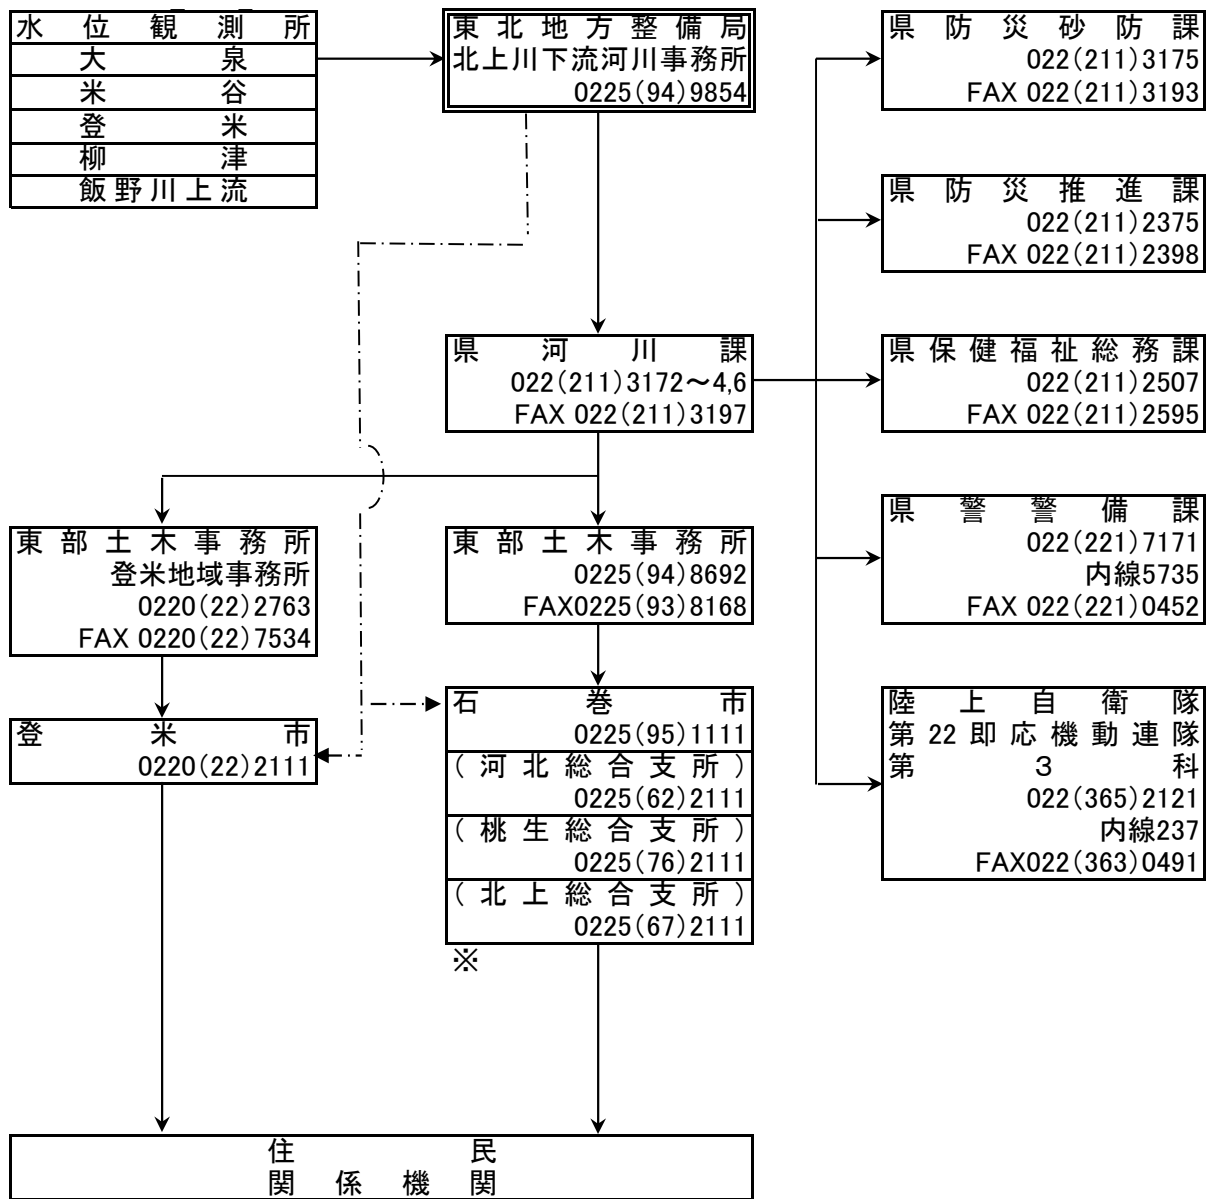 水位観測所
大泉
米谷
登米
柳津
飯野川上流
東北地方整備局
北上川下流河川事務所
0225(94)9854
県防災砂防課
022(211)3175
FAX 022(211)3193
県防災推進課
022(211)2375
FAX 022(211)2398
県河川課
022(211)3172～4,6
FAX 022(211)3197
県保健福祉総務課
022(211)2507
FAX 022(211)2595
県警警備課
022(221)7171
内線5735
FAX 022(221)0452
東部土木事務所
登米地域事務所
0220(22)2763
FAX 0220(22)7534
東部土木事務所
0225(94)8692
FAX0225(93)8168
陸上自衛隊
第22即応機動連隊
第３科
022(365)2121
内線237
FAX022(363)0491
登米市
0220(22)2111
石巻市
0225(95)1111
(河北総合支所)
0225(62)2111
(桃生総合支所)
0225(76)2111
(北上総合支所)
0225(67)2111
※
住民
関係機関